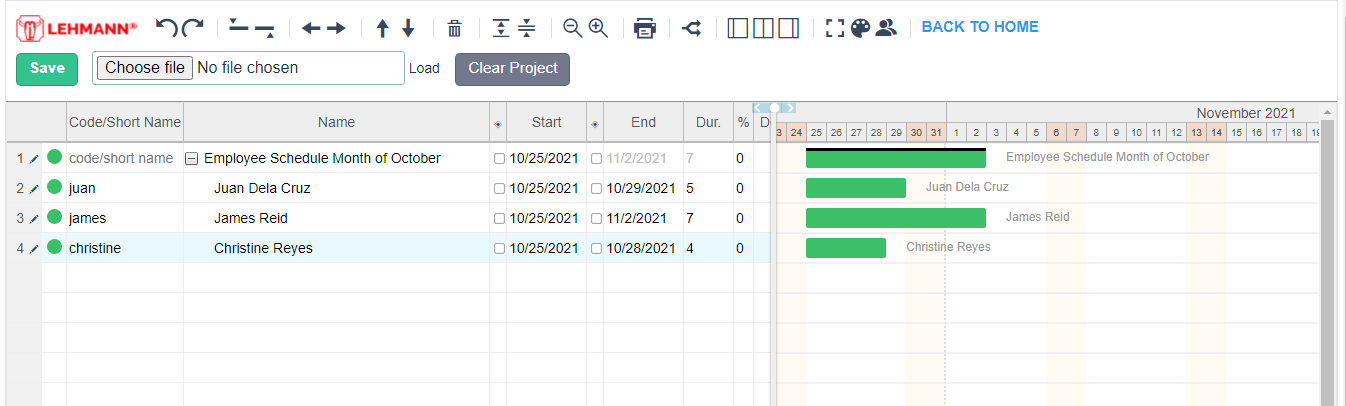 LEHMANN® BACK TO HOME
Save Choose file No file chosen Load Clear Project
November 2021
Code/Short Name Name Start End Dur. % D
3 24 25 26 27 28 29 30 31 1 2 3 4 5 6 7 8 9 10 11 12 13 14 15 16 17 18 19
1 code/short name Employee Schedule Month of October 10/25/2021 11/2/2021 7 0 Employee Schedule Month of October
2 juan Juan Dela Cruz 10/25/2021 10/29/2021 5 0 Juan Dela Cruz
3 james James Reid 10/25/2021 11/2/2021 7 0 James Reid
4 christine Christine Reyes 10/25/2021 10/28/2021 4 0 Christine Reyes